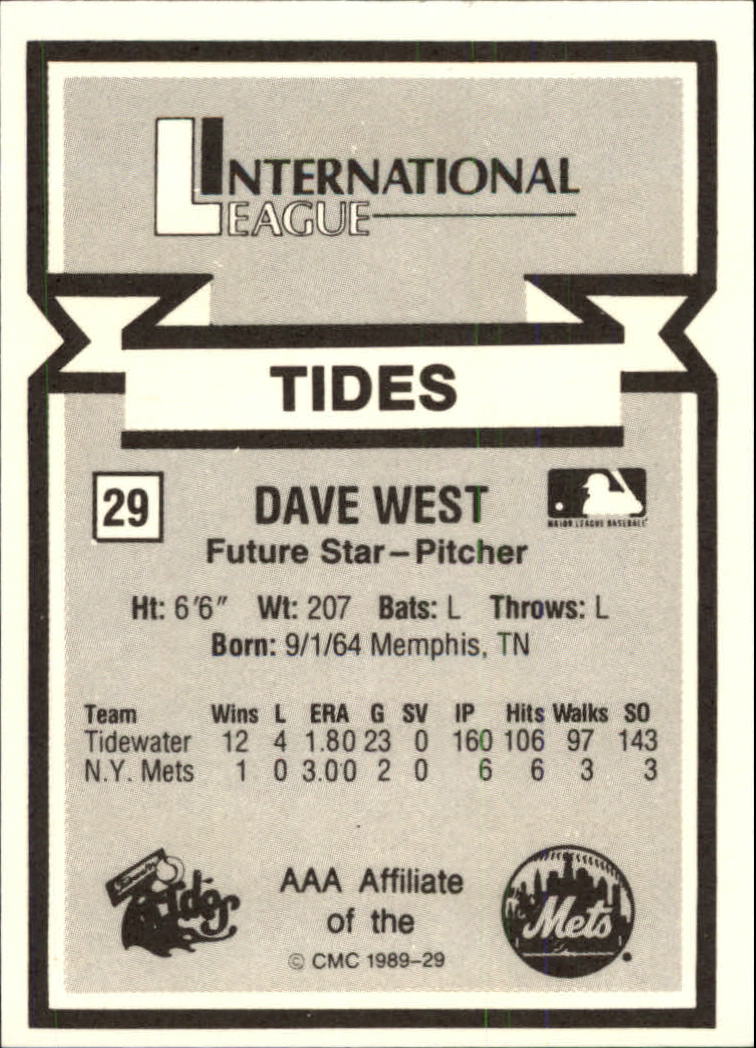 INTERNATIONAL
LEAGUE
TIDES
29
DAVE WEST
MAJOR LEAGUE BASEBALL
Future Star–Pitcher
Ht: 6'6" Wt: 207 Bats: L Throws: L
Born: 9/1/64 Memphis, TN
Team Wins L ERA G SV IP Hits Walks SO
Tidewater 12 4 1.80 23 0 160 106 97 143
N.Y. Mets 1 0 3.00 2 0 6 6 3 3
Tides
AAA Affiliate
of the
Mets
© CMC 1989–29